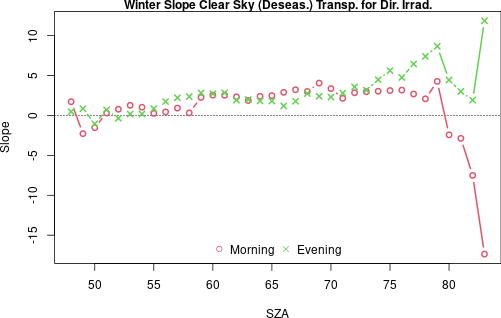 Winter Slope Clear Sky (Deseas.) Transp. for Dir. Irrad.
10
5
0
-5
-10
-15
Slope
Morning Evening
50 55 60 65 70 75 80
SZA